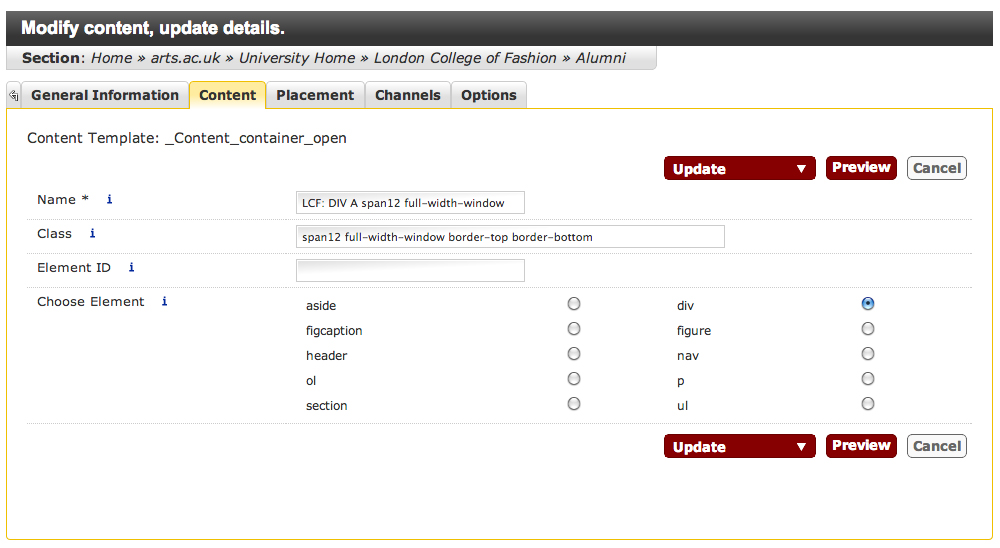 Modify content, update details.
Section: Home » arts.ac.uk » University Home » London College of Fashion » Alumni
General Information Content Placement Channels Options
Content Template: _Content_container_open
Update ▼ Preview Cancel
Name * i LCF: DIV A span12 full-width-window
Class i span12 full-width-window border-top border-bottom
Element ID i
Choose Element i
aside div
figcaption figure
header nav
ol p
section ul
Update ▼ Preview Cancel